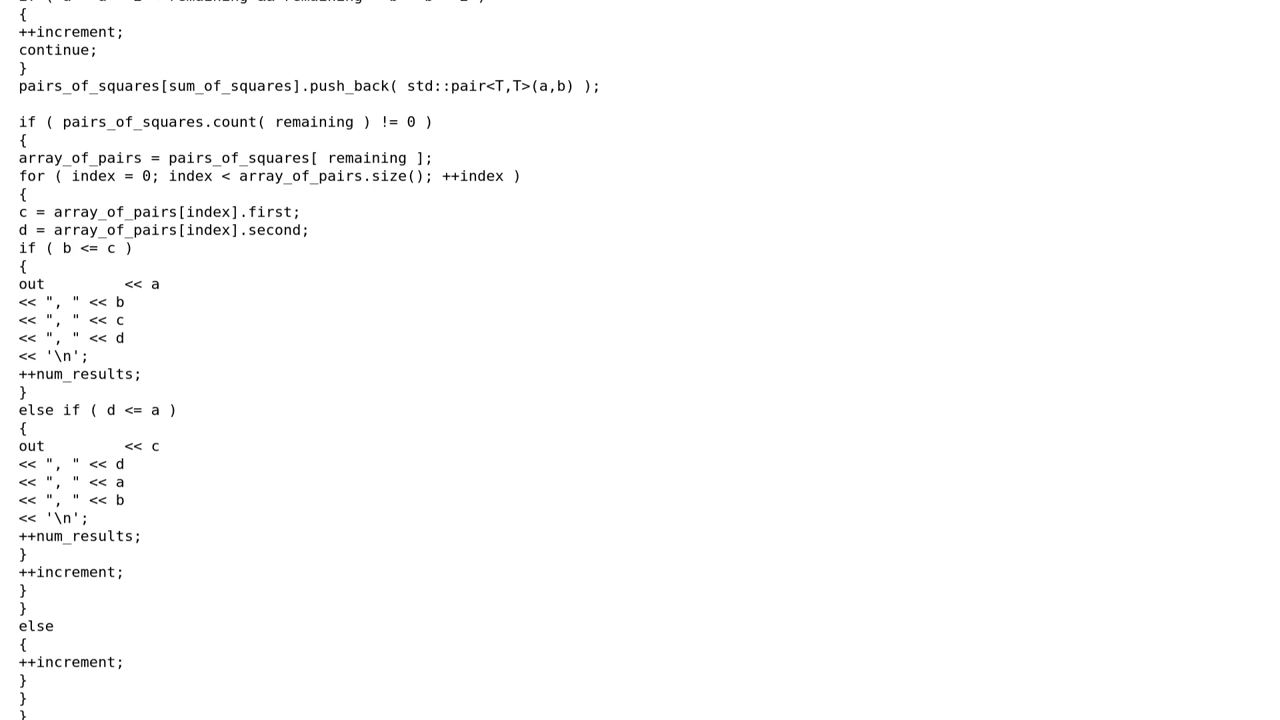 {
++increment;
continue;
}
pairs_of_squares[sum_of_squares].push_back( std::pair<T,T>(a,b) );
if ( pairs_of_squares.count( remaining ) != 0 )
{
array_of_pairs = pairs_of_squares[ remaining ];
for ( index = 0; index < array_of_pairs.size(); ++index )
{
c = array_of_pairs[index].first;
d = array_of_pairs[index].second;
if ( b <= c )
{
out         << a
<< ", " << b
<< ", " << c
<< ", " << d
<< '\n';
++num_results;
}
else if ( d <= a )
{
out         << c
<< ", " << d
<< ", " << a
<< ", " << b
<< '\n';
++num_results;
}
++increment;
}
}
else
{
++increment;
}
}
}